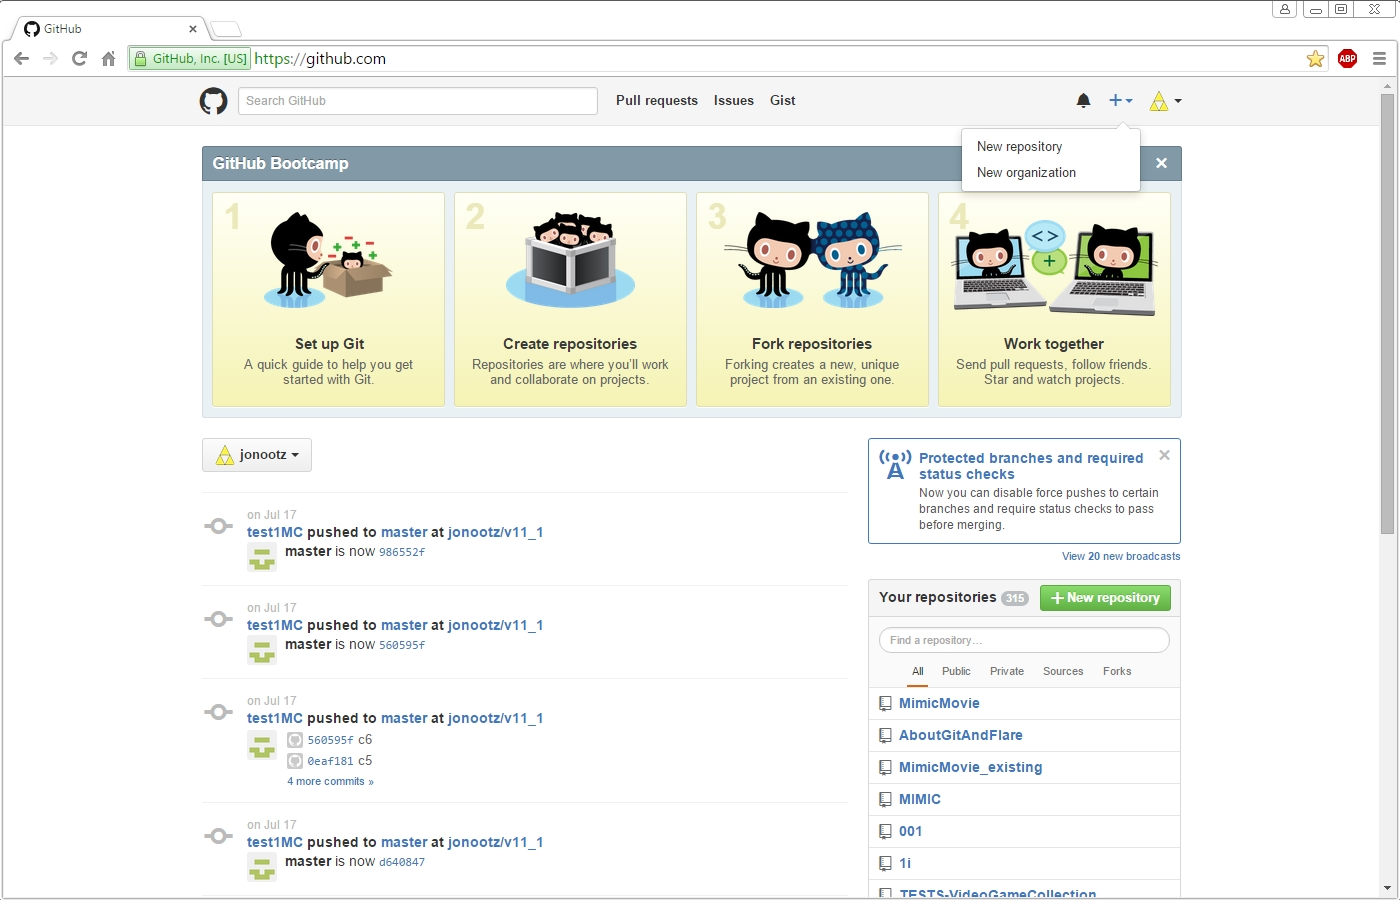 GitHub
GitHub, Inc. [US] https://github.com
ABP
Search GitHub
Pull requests Issues Gist
New repository
New organization
GitHub Bootcamp
1
Set up Git
A quick guide to help you get
started with Git.
2
Create repositories
Repositories are where you'll work
and collaborate on projects.
3
Fork repositories
Forking creates a new, unique
project from an existing one.
4
Work together
Send pull requests, follow friends.
Star and watch projects.
jonootz
on Jul 17
test1MC pushed to master at jonootz/v11_1
master is now 986552f
on Jul 17
test1MC pushed to master at jonootz/v11_1
master is now 560595f
on Jul 17
test1MC pushed to master at jonootz/v11_1
560595f c6
0eaf181 c5
4 more commits »
on Jul 17
test1MC pushed to master at jonootz/v11_1
master is now d640847
Protected branches and required
status checks
Now you can disable force pushes to certain
branches and require status checks to pass
before merging.
View 20 new broadcasts
Your repositories 315
+ New repository
Find a repository...
All Public Private Sources Forks
MimicMovie
AboutGitAndFlare
MimicMovie_existing
MIMIC
001
1i
TESTS-VideoGameCollection